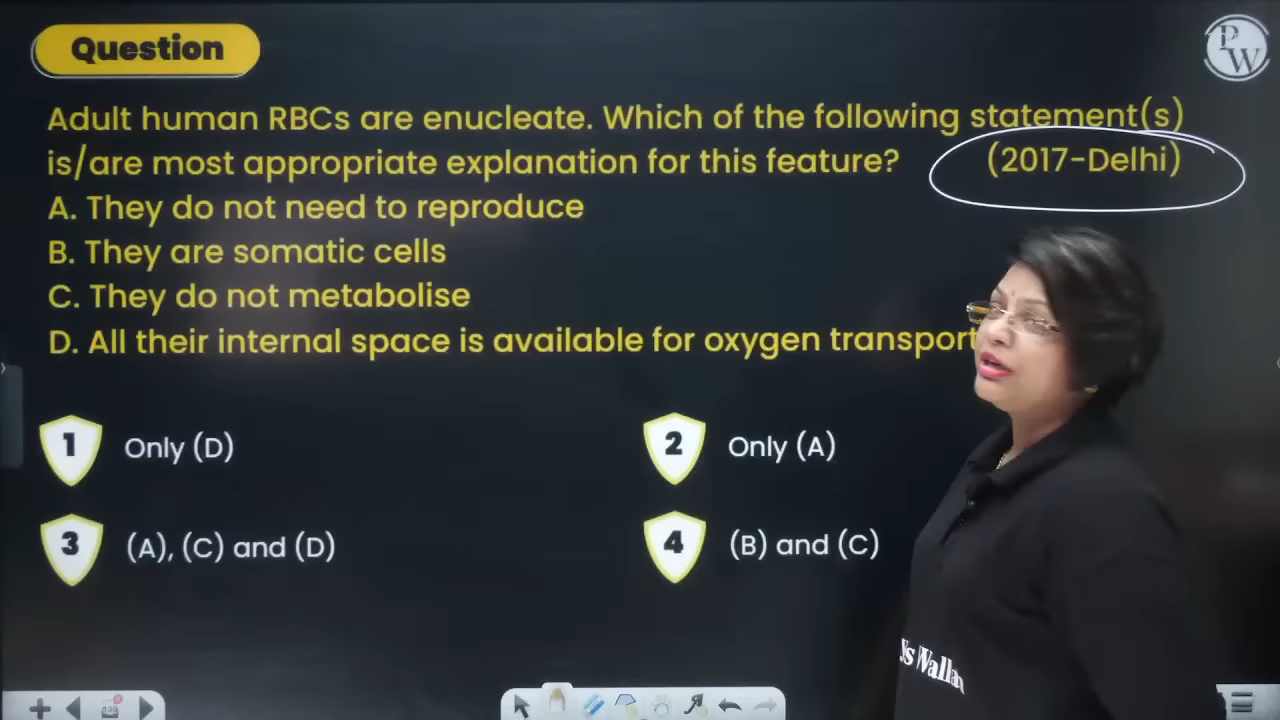 Question
PW
Adult human RBCs are enucleate. Which of the following statement(s)
is/are most appropriate explanation for this feature? (2017-Delhi)
A. They do not need to reproduce
B. They are somatic cells
C. They do not metabolise
D. All their internal space is available for oxygen transport
1 Only (D)
2 Only (A)
3 (A), (C) and (D)
4 (B) and (C)